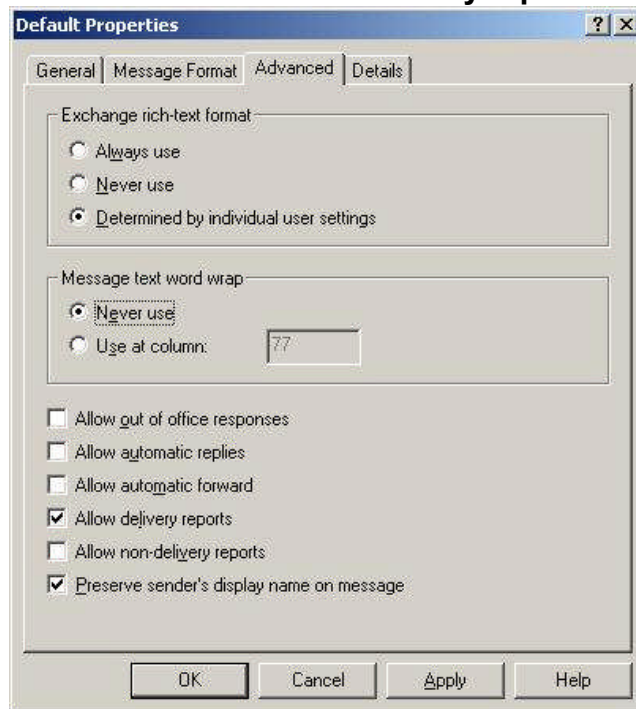 Default Properties
General Message Format Advanced Details
Exchange rich-text format
Always use
Never use
Determined by individual user settings
Message text word wrap
Never use
Use at column: 77
Allow out of office responses
Allow automatic replies
Allow automatic forward
Allow delivery reports
Allow non-delivery reports
Preserve sender's display name on message
OK Cancel Apply Help